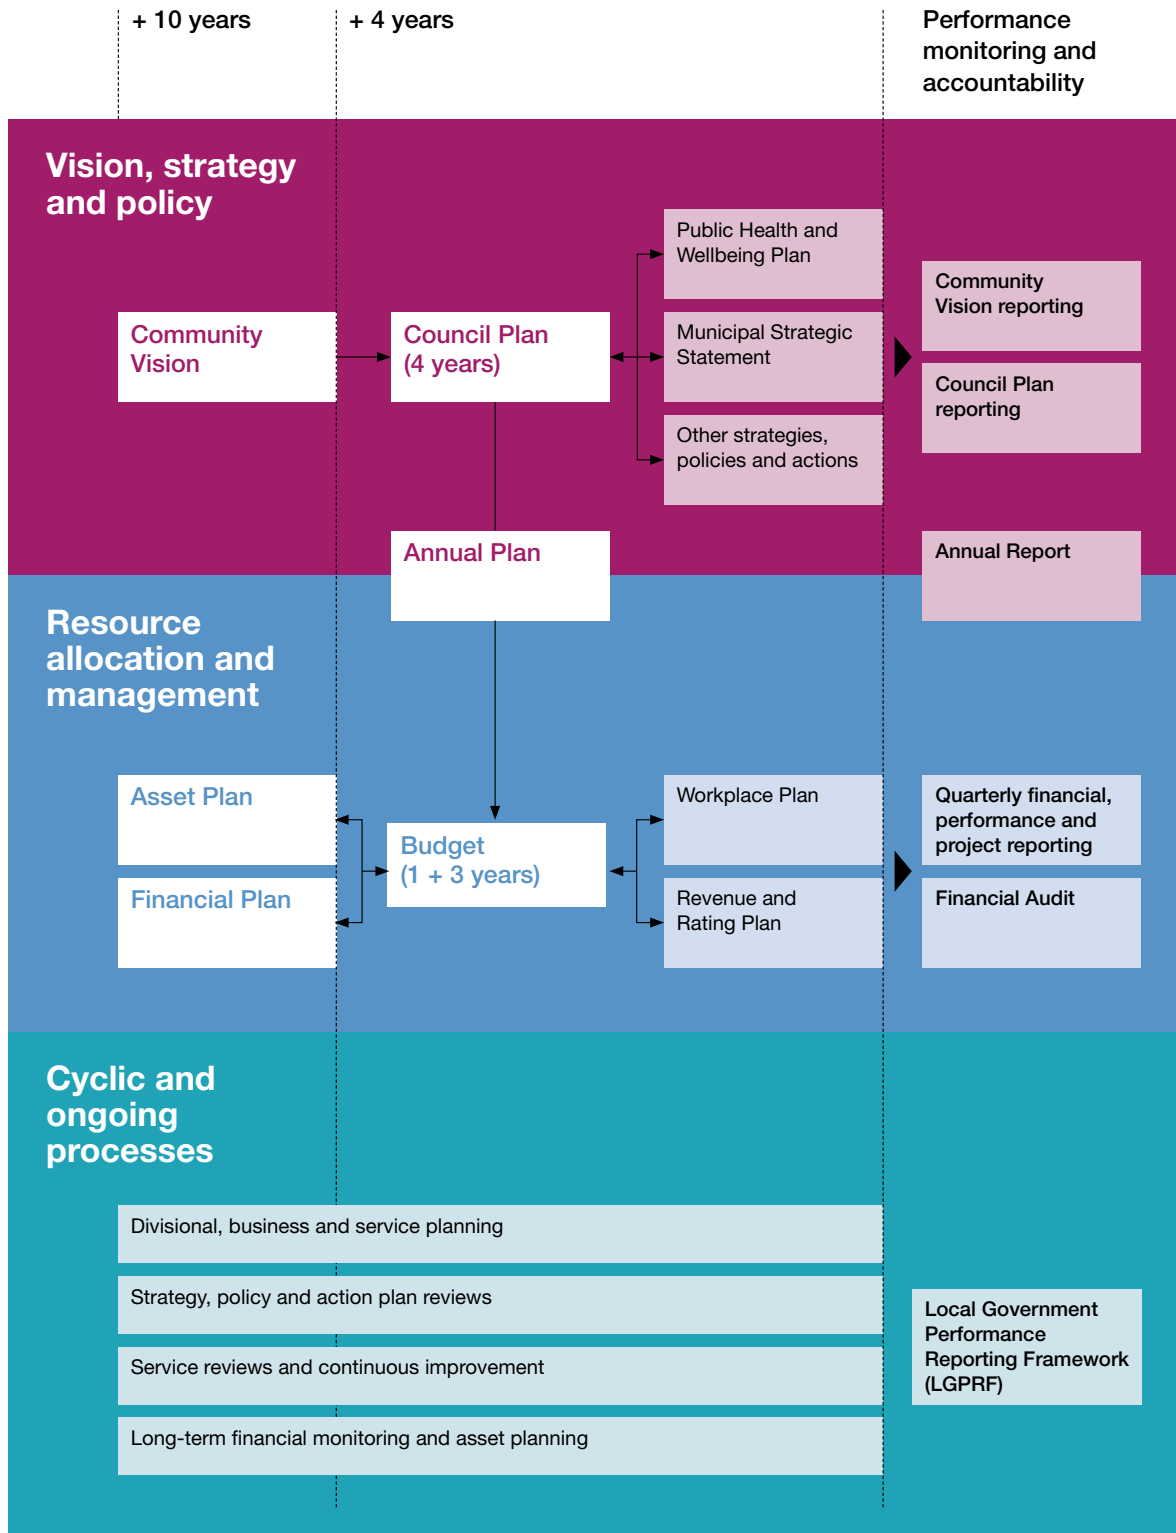 + 10 years
+ 4 years
Performance
monitoring and
accountability
Vision, strategy
and policy
Public Health and
Wellbeing Plan
Community
Vision reporting
Community
Vision
Council Plan
(4 years)
Municipal Strategic
Statement
Council Plan
reporting
Other strategies,
policies and actions
Annual Plan
Annual Report
Resource
allocation and
management
Asset Plan
Workplace Plan
Quarterly financial,
performance and
project reporting
Budget
(1 + 3 years)
Financial Plan
Revenue and
Rating Plan
Financial Audit
Cyclic and
ongoing
processes
Divisional, business and service planning
Strategy, policy and action plan reviews
Service reviews and continuous improvement
Long-term financial monitoring and asset planning
Local Government
Performance
Reporting Framework
(LGPRF)